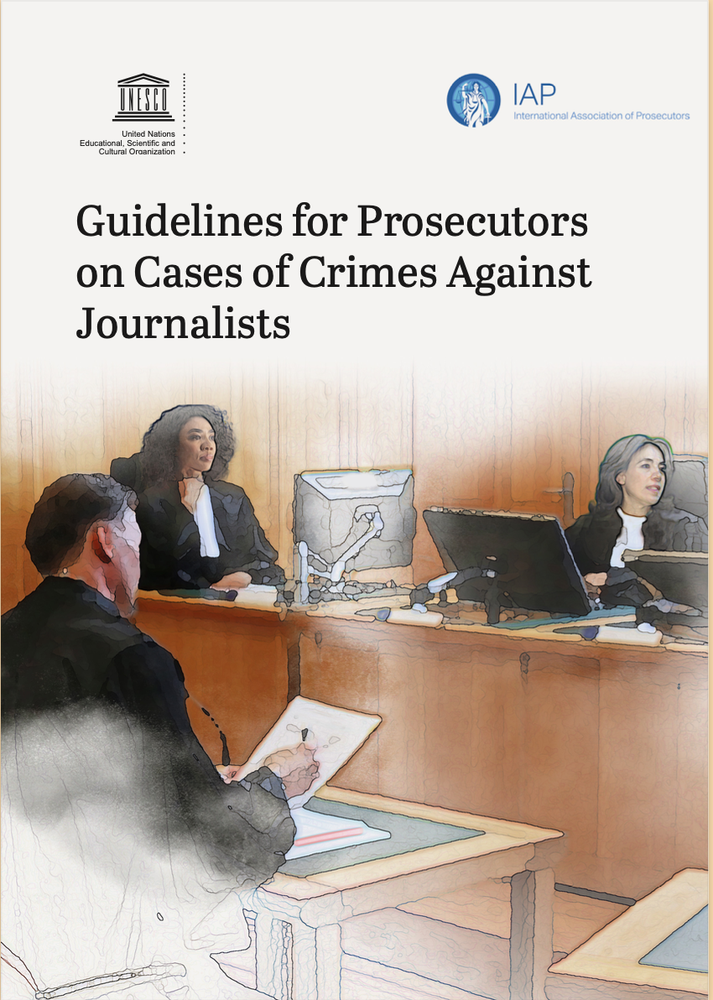 UNESCO
United Nations
Educational, Scientific and
Cultural Organization
IAP
International Association of Prosecutors
Guidelines for Prosecutors
on Cases of Crimes Against
Journalists